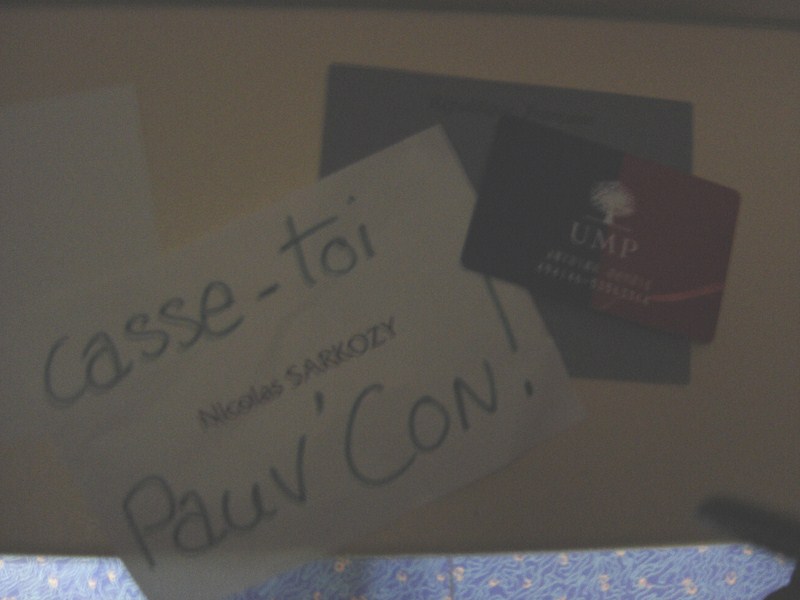 Casse-toi
Nicolas SARKOZY
Pauv'Con!
UMP